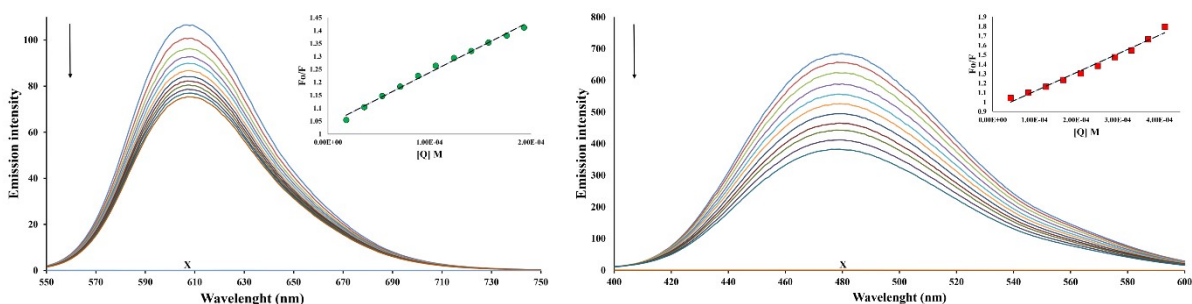 Emission intensity
100
80
60
40
20
0
550 570 590 610 630 650 670 690 710 730 750
X
Wavelenght (nm)
Fo/F
1.45
1.4
1.35
1.3
1.25
1.2
1.15
1.1
1.05
1
0.00E+00 1.00E-04 2.00E-04
[Q] M
Emission intensity
800
700
600
500
400
300
200
100
0
400 420 440 460 480 500 520 540 560 580 600
X
Wavelenght (nm)
Fo/F
1.9
1.8
1.7
1.6
1.5
1.4
1.3
1.2
1.1
1
0.9
0.00E+00 1.00E-04 2.00E-04 3.00E-04 4.00E-04
[Q] M